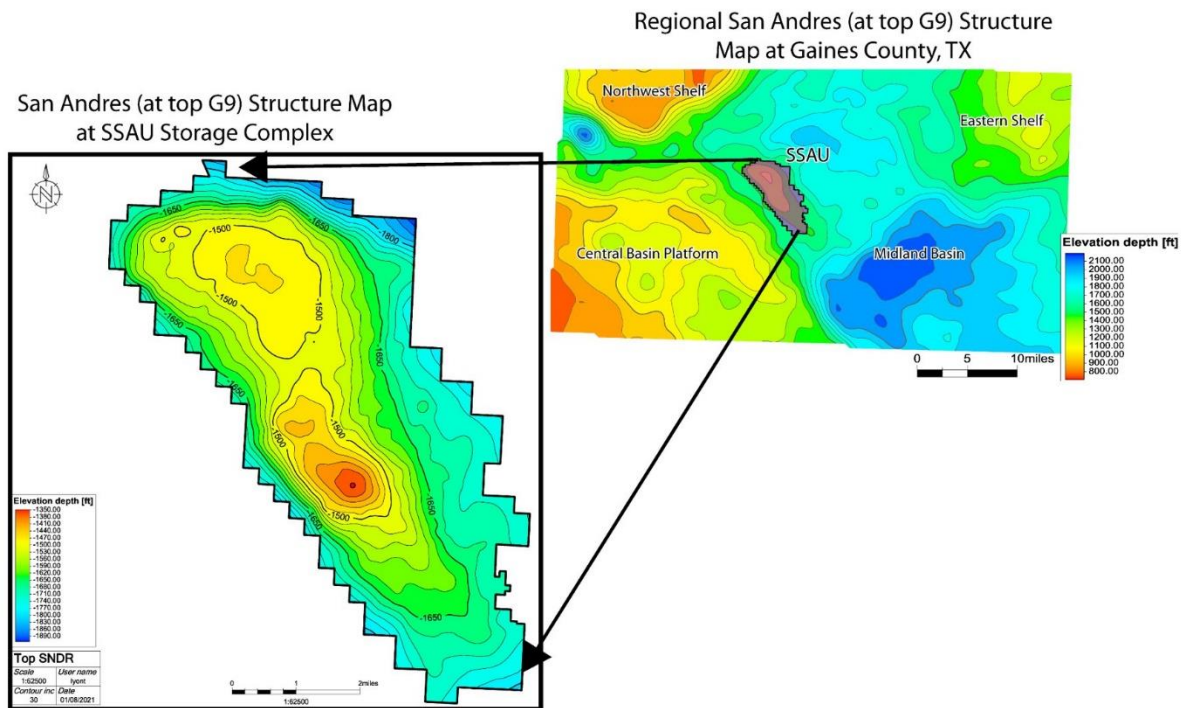 Regional San Andres (at top G9) Structure
Map at Gaines County, TX
San Andres (at top G9) Structure Map
at SSAU Storage Complex
Northwest Shelf
Eastern Shelf
SSAU
Central Basin Platform
Midland Basin
Elevation depth [ft]
2100.00
2000.00
1900.00
1800.00
1700.00
1600.00
1500.00
1400.00
1300.00
1200.00
1100.00
1000.00
900.00
800.00
0 5 10miles
N
-1650
-1500
-1650
-1800
-1500
-1500
-1650
-1650
-1500
-1500
-1500
-1650
-1650
-1650
Elevation depth [ft]
-1350.00
-1380.00
-1410.00
-1440.00
-1470.00
-1500.00
-1530.00
-1560.00
-1590.00
-1620.00
-1650.00
-1680.00
-1710.00
-1740.00
-1770.00
-1800.00
-1830.00
-1860.00
-1890.00
Top SNDR
Scale User name
1:62500 lyont
Contour inc Date
30 01/08/2021
0 1 2miles
1:62500